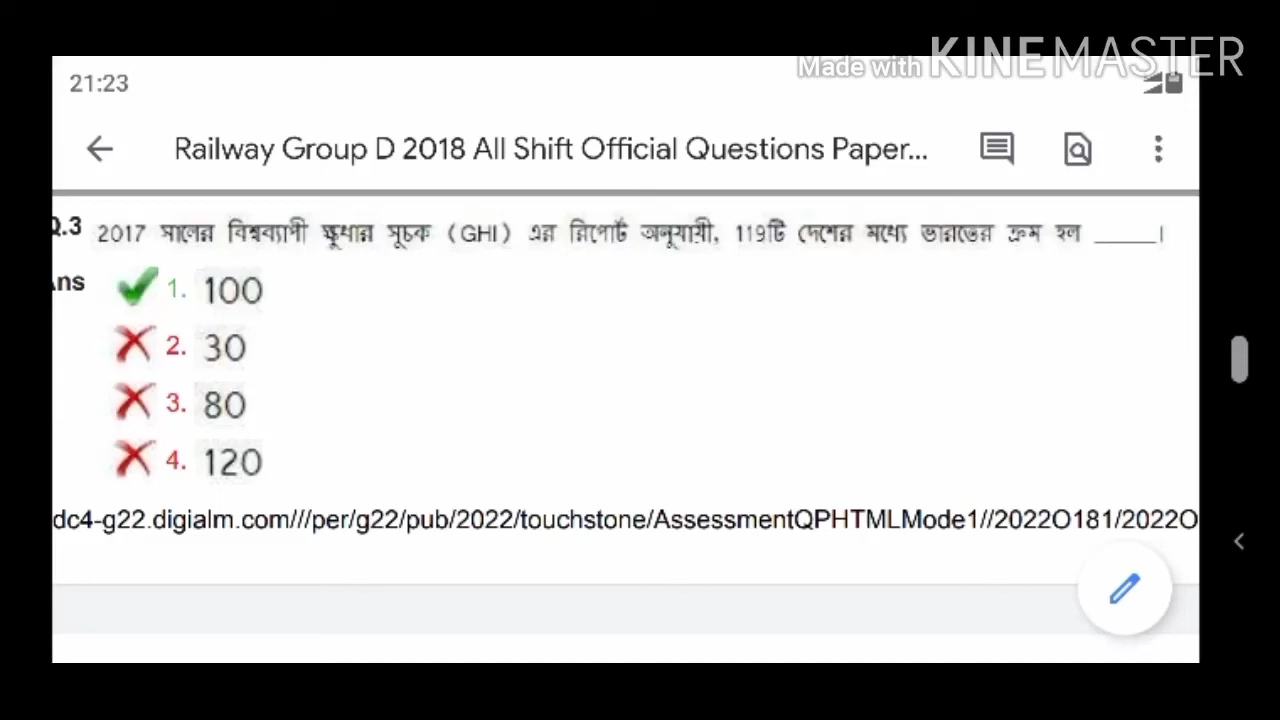 Made with KINEMASTER
21:23
Railway Group D 2018 All Shift Official Questions Paper...
Q.3 2017 সালের বিশ্বব্যাপী ক্ষুধার সূচক (GHI) এর রিপোর্ট অনুযায়ী, 119টি দেশের মধ্যে ভারতের ক্রম হল _____।
Ans 1. 100
2. 30
3. 80
4. 120
dc4-g22.digialm.com///per/g22/pub/2022/touchstone/AssessmentQPHTMLMode1//2022O181/2022O